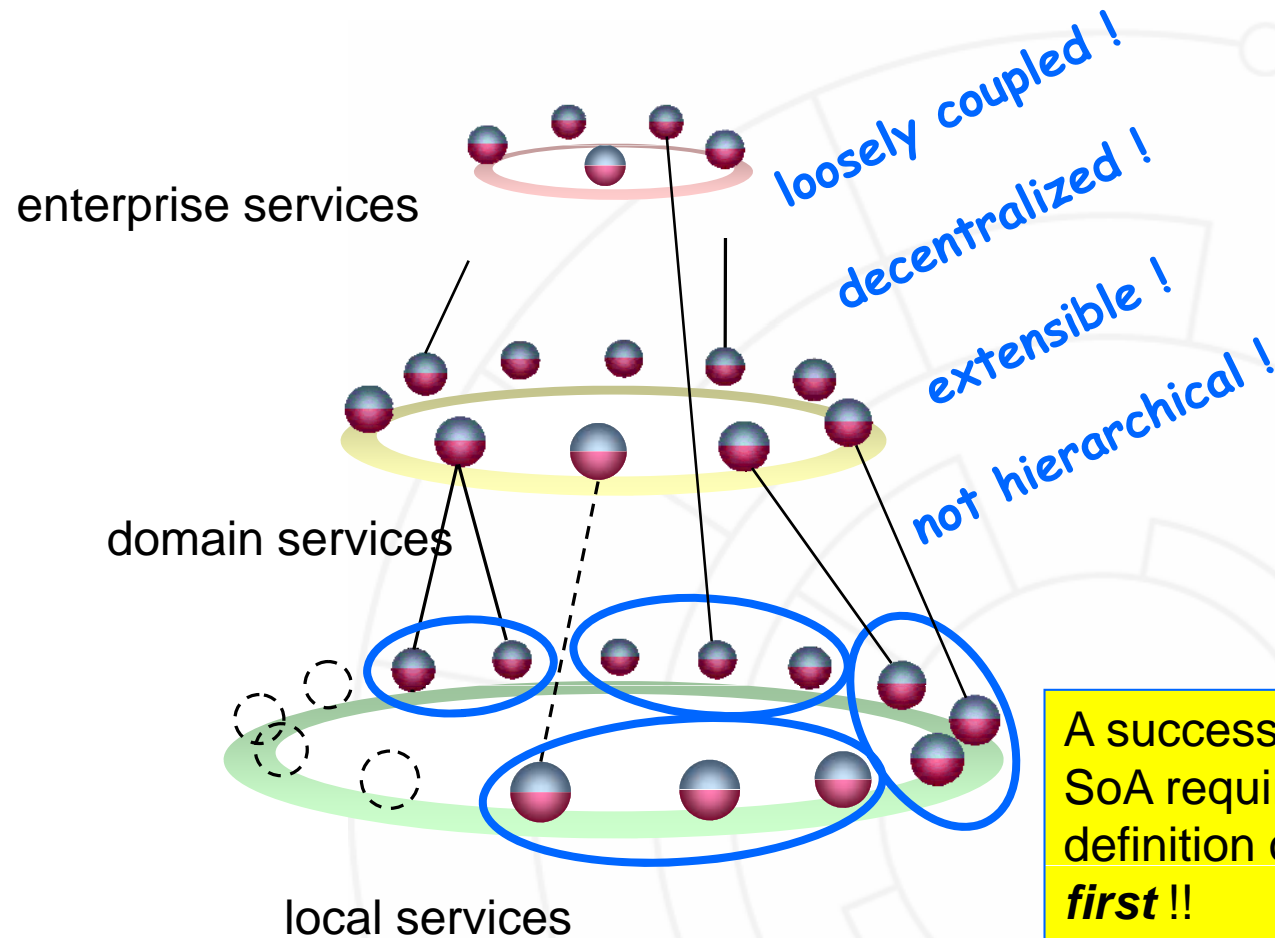 loosely coupled !
enterprise services
decentralized !
extensible !
not hierarchical !
domain services
A success
SoA requi
definition
first !!
local services